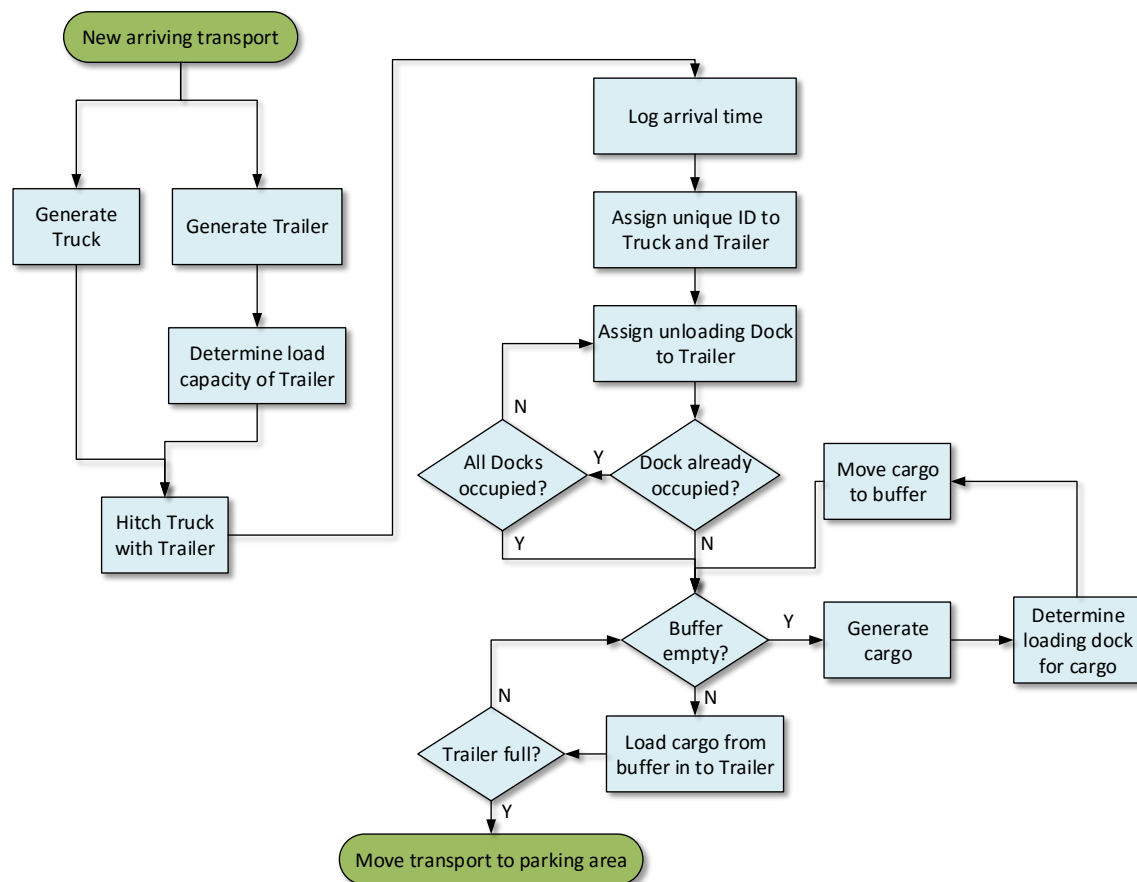 New arriving transport
Generate
Truck
Generate Trailer
Determine load
capacity of Trailer
Hitch Truck
with Trailer
Log arrival time
Assign unique ID to
Truck and Trailer
Assign unloading Dock
to Trailer
N
All Docks
occupied?
Y
Dock already
occupied?
Y
N
Move cargo
to buffer
Buffer
empty?
Y
Generate
cargo
Determine
loading dock
for cargo
N
N
Trailer full?
Load cargo from
buffer in to Trailer
Y
Move transport to parking area